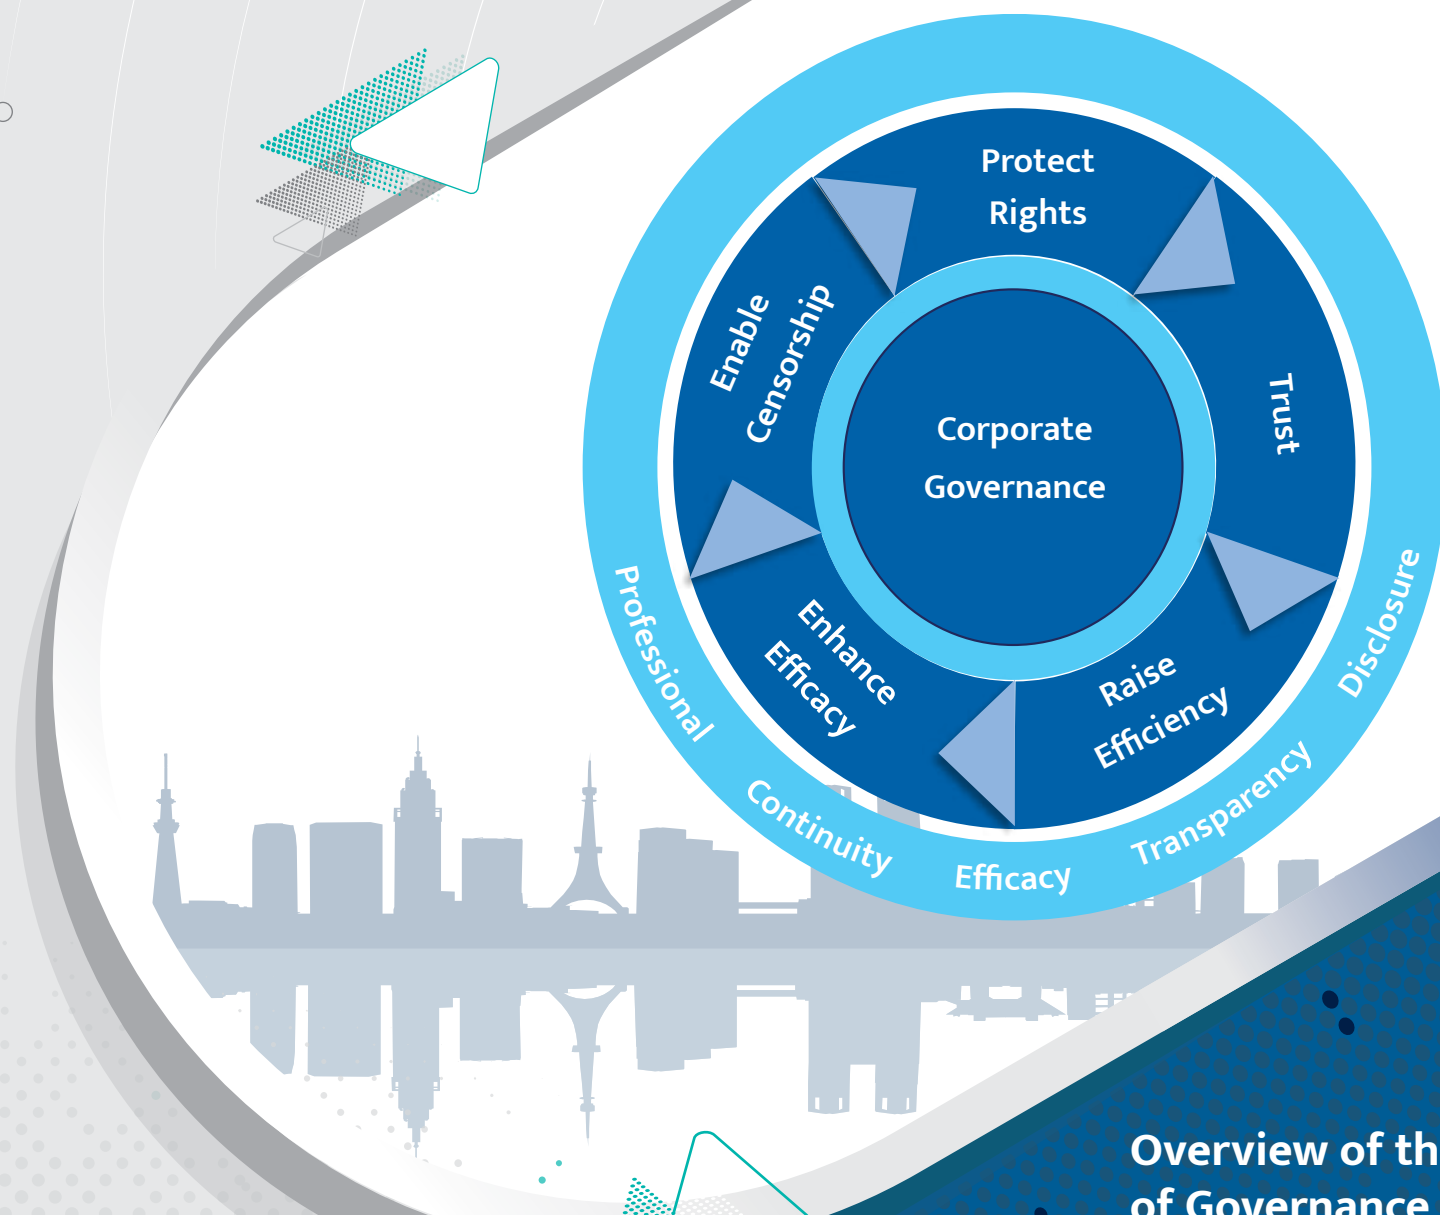 Protect
Rights
Trust
Raise
Efficiency
Enhance
Efficacy
Enable
Censorship
Corporate
Governance
Professional
Continuity
Efficacy
Transparency
Disclosure
Overview of th
of Governance